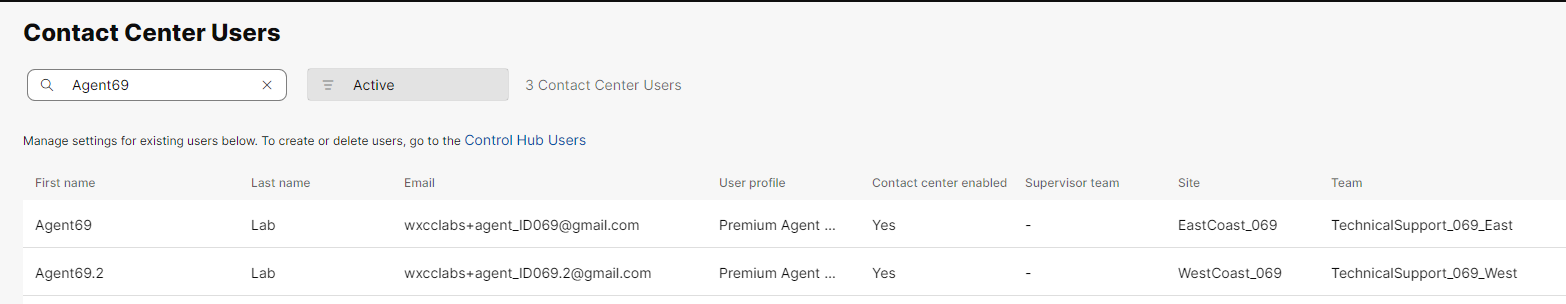 Contact Center Users
Agent69
Active
3 Contact Center Users
Manage settings for existing users below. To create or delete users, go to the Control Hub Users
First name Last name Email User profile Contact center enabled Supervisor team Site Team
Agent69 Lab wxcclabs+agent_ID069@gmail.com Premium Agent ... Yes - EastCoast_069 TechnicalSupport_069_East
Agent69.2 Lab wxcclabs+agent_ID069.2@gmail.com Premium Agent ... Yes - WestCoast_069 TechnicalSupport_069_West